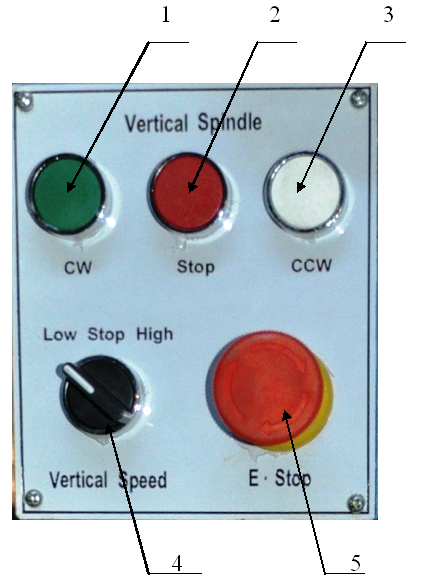 1 2 3
Vertical Spindle
CW Stop CCW
Low Stop High
Vertical Speed E · Stop
4 5